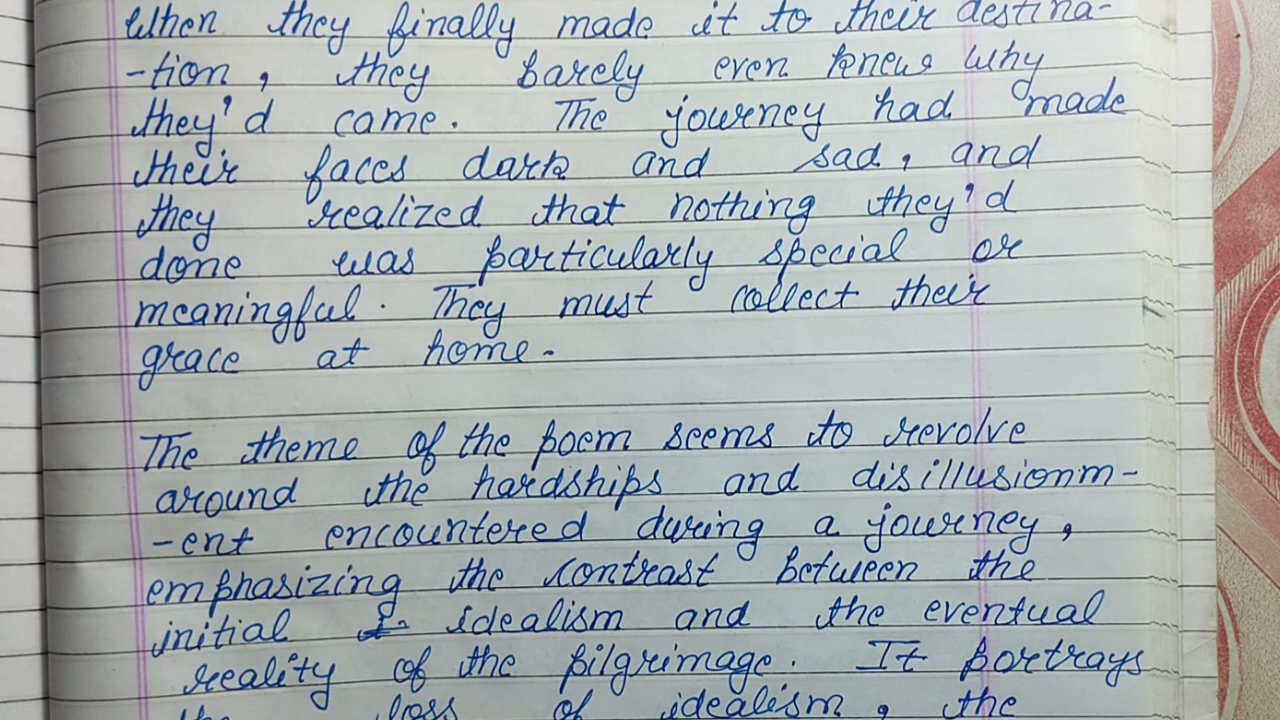 When they finally made it to their destina-
-tion, they barely even knew why
they'd came. The journey had made
their faces dark and sad, and
they realized that nothing they'd
done was particularly special or
meaningful. They must collect their
grace at home.
The theme of the poem seems to revolve
around the hardships and disillusionm-
-ent encountered during a journey,
emphasizing the contrast between the
initial idealism and the eventual
reality of the pilgrimage. It portrays
the loss of idealism, the